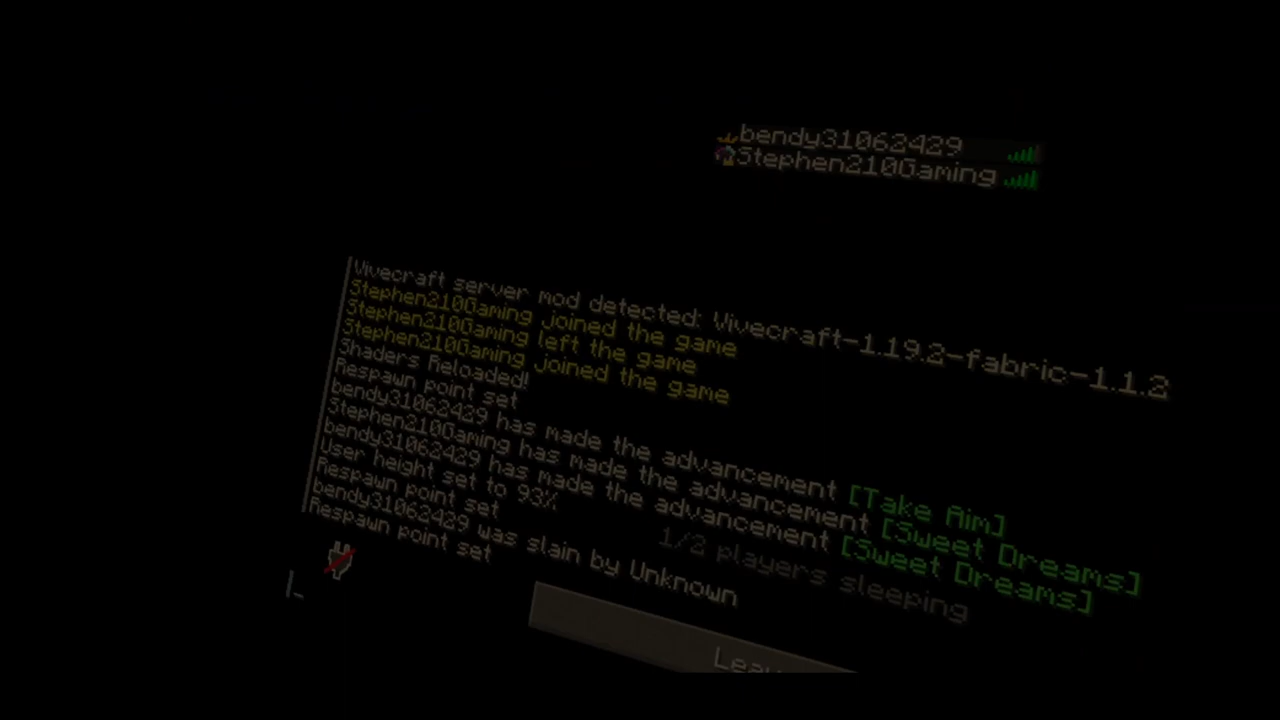 bendy31062429
Stephen210Gaming
Vivecraft server mod detected: Vivecraft-1.19.2-fabric-1.1.2
Stephen210Gaming joined the game
Stephen210Gaming left the game
Stephen210Gaming joined the game
Shaders Reloaded!
Respawn point set
bendy31062429 has made the advancement [Take Aim]
Stephen210Gaming has made the advancement [Sweet Dreams]
bendy31062429 has made the advancement [Sweet Dreams]
User height set to 93%
Respawn point set
bendy31062429 was slain by Unknown
Respawn point set
1/2 players sleeping